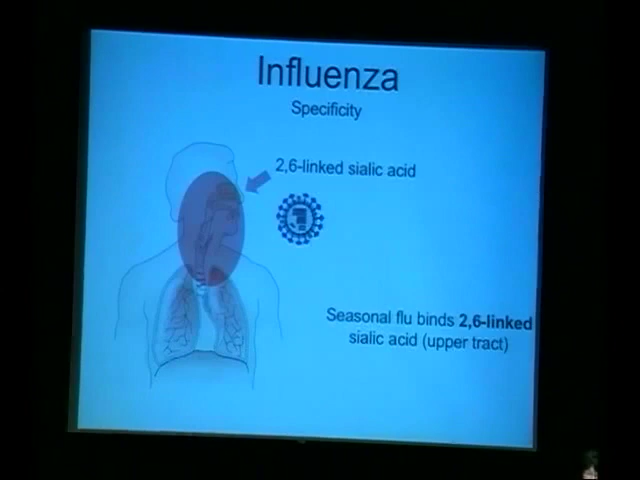 Influenza
Specificity
2,6-linked sialic acid
Seasonal flu binds 2,6-linked
sialic acid (upper tract)